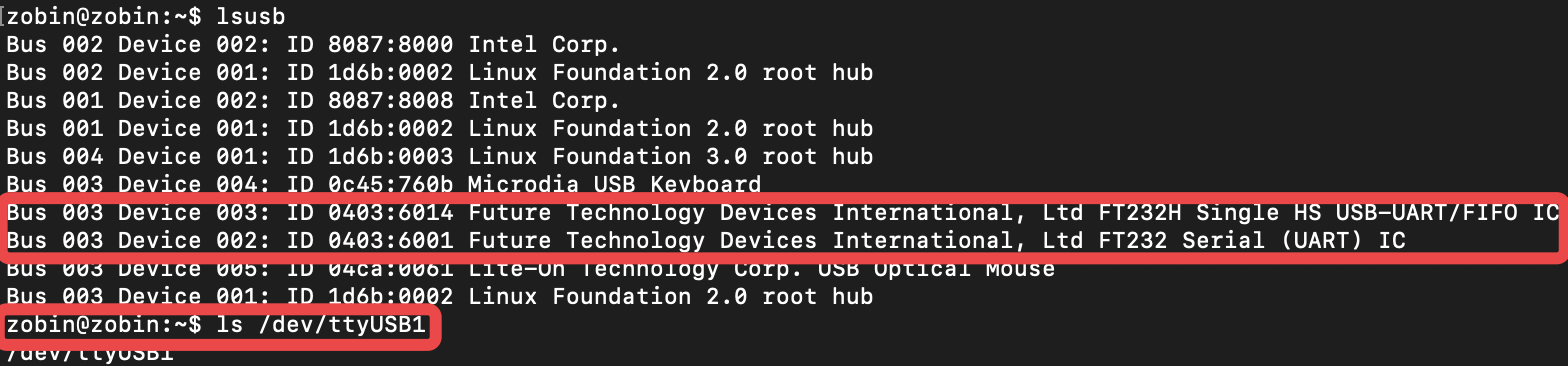 zobin@zobin:~$ lsusb
Bus 002 Device 002: ID 8087:8000 Intel Corp.
Bus 002 Device 001: ID 1d6b:0002 Linux Foundation 2.0 root hub
Bus 001 Device 002: ID 8087:8008 Intel Corp.
Bus 001 Device 001: ID 1d6b:0002 Linux Foundation 2.0 root hub
Bus 004 Device 001: ID 1d6b:0003 Linux Foundation 3.0 root hub
Bus 003 Device 004: ID 0c45:760b Microdia USB Keyboard
Bus 003 Device 003: ID 0403:6014 Future Technology Devices International, Ltd FT232H Single HS USB-UART/FIFO IC
Bus 003 Device 002: ID 0403:6001 Future Technology Devices International, Ltd FT232 Serial (UART) IC
Bus 003 Device 005: ID 04ca:0061 Lite-On Technology Corp. USB Optical Mouse
Bus 003 Device 001: ID 1d6b:0002 Linux Foundation 2.0 root hub
zobin@zobin:~$ ls /dev/ttyUSB1
/dev/ttyUSB1